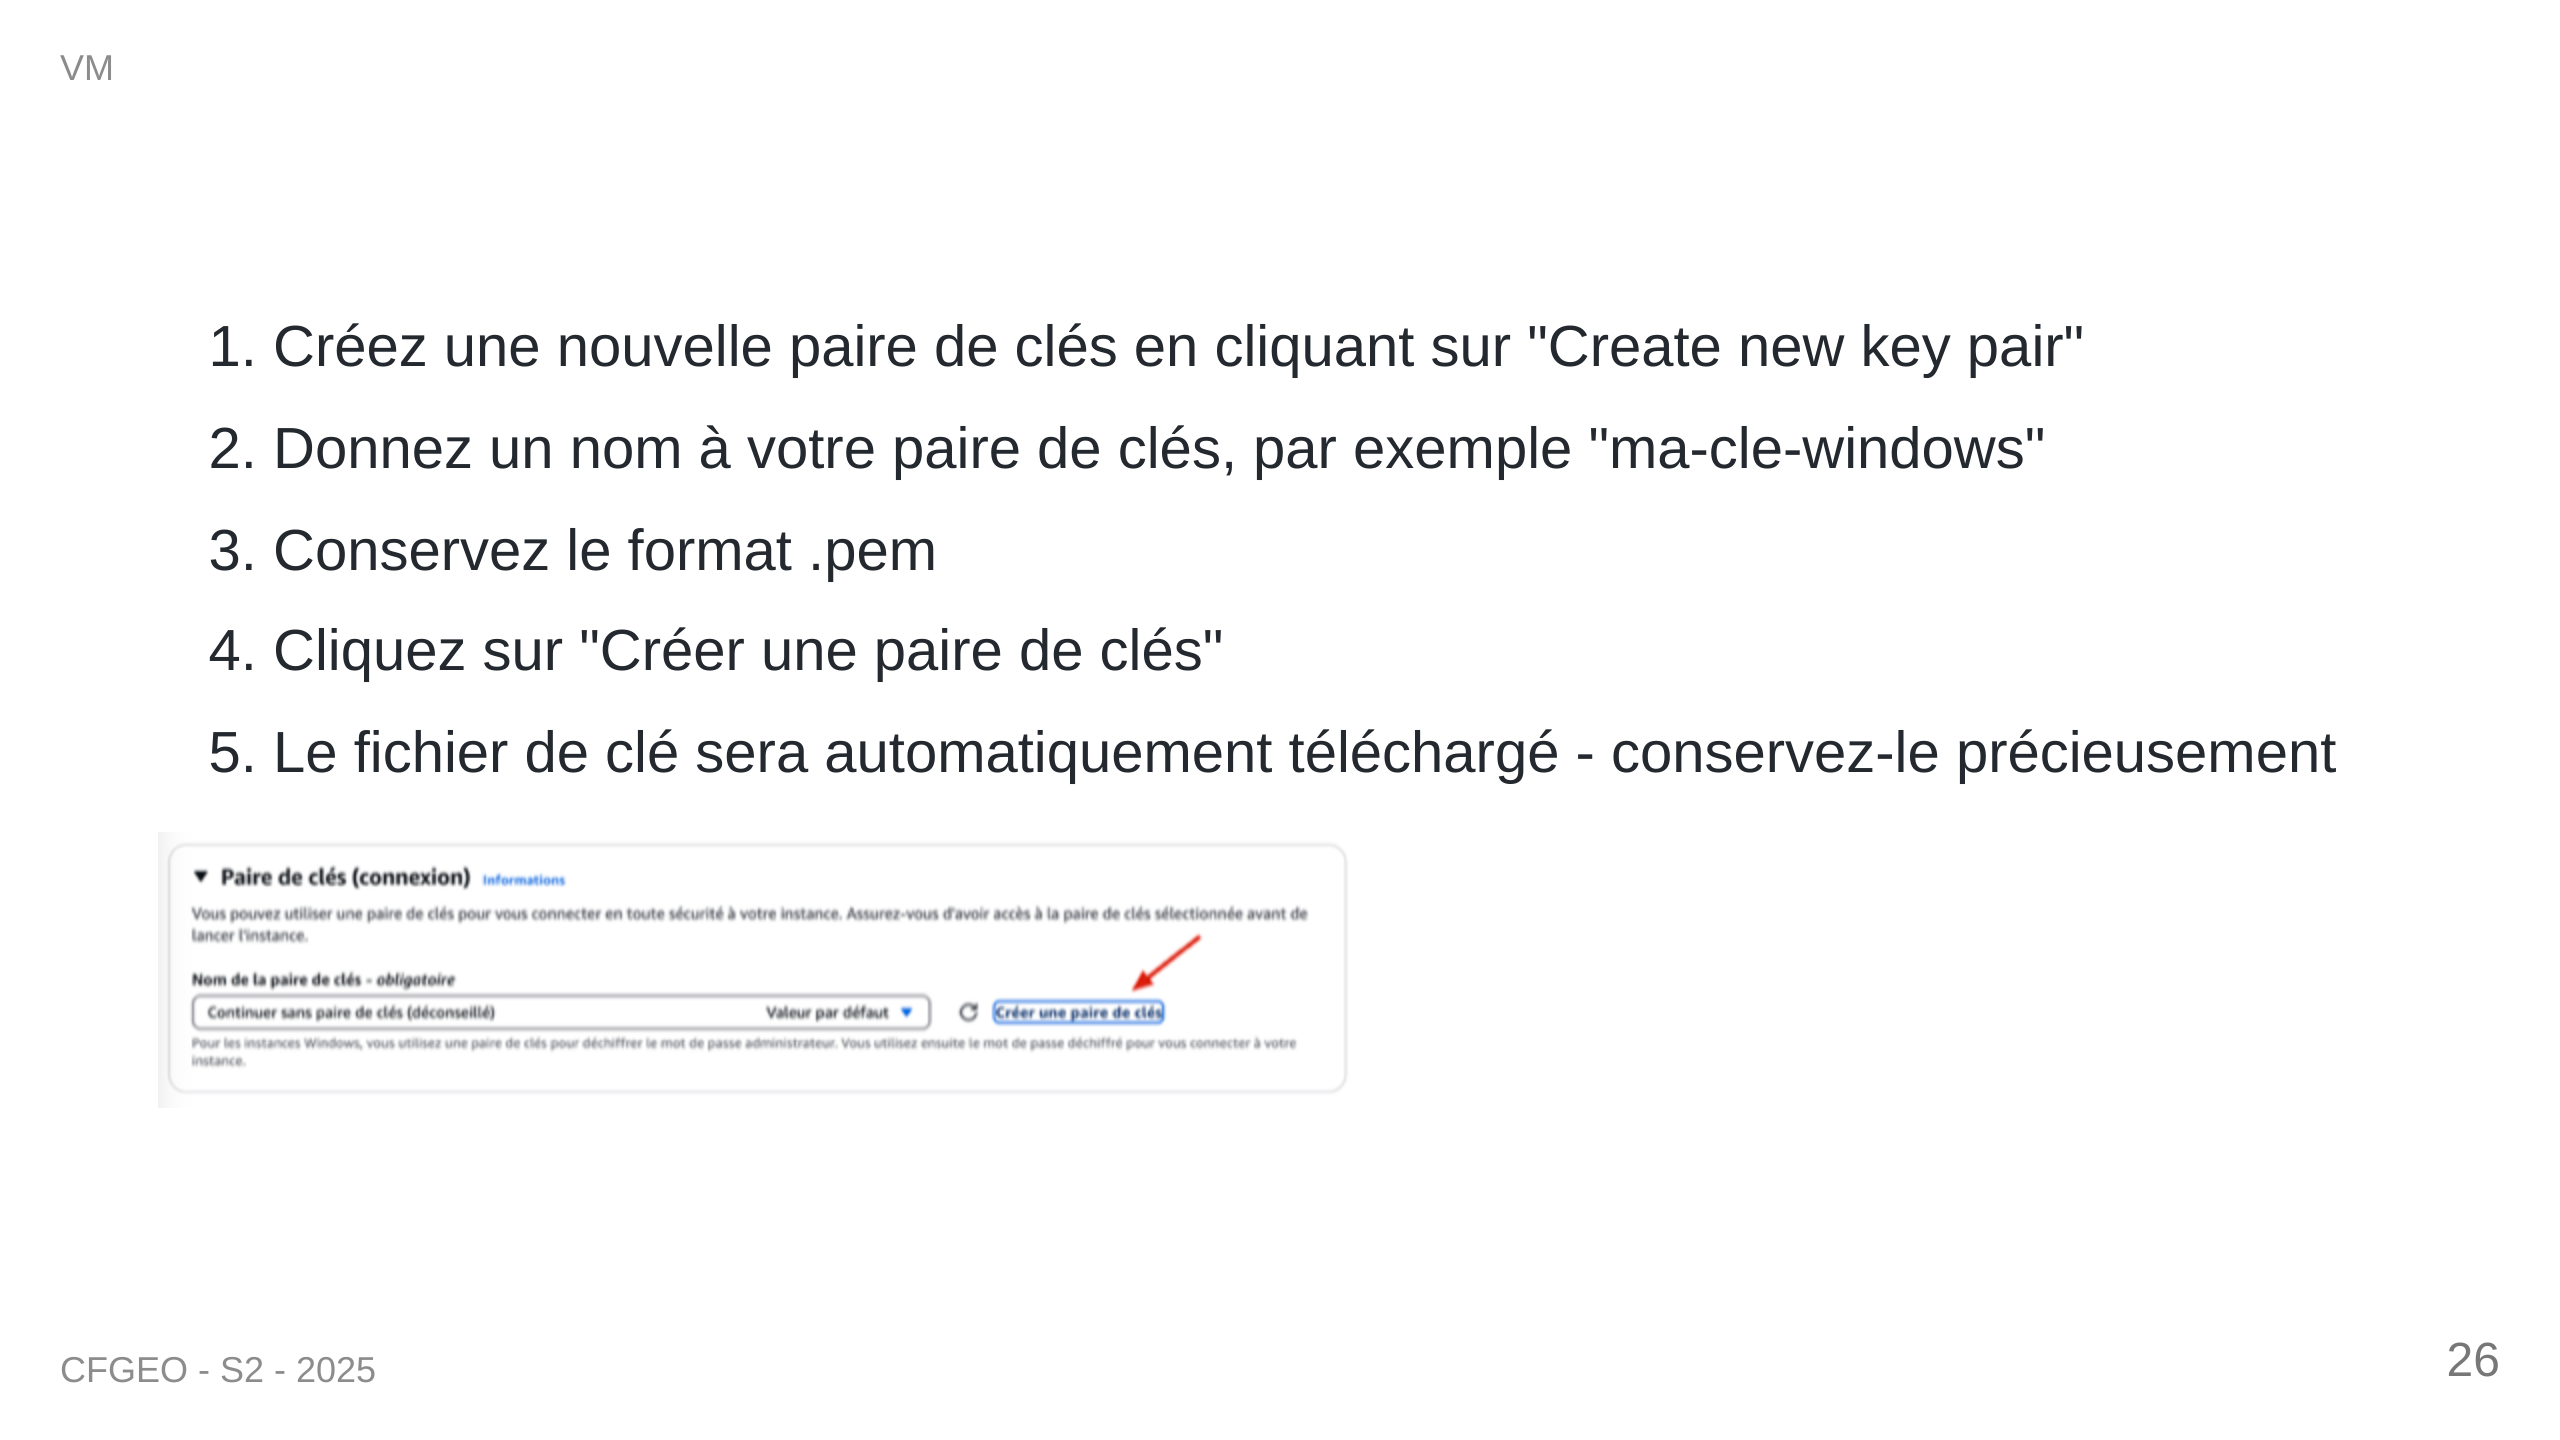 VM
1. Créez une nouvelle paire de clés en cliquant sur "Create new key pair"
2. Donnez un nom à votre paire de clés, par exemple "ma-cle-windows"
3. Conservez le format .pem
4. Cliquez sur "Créer une paire de clés"
5. Le fichier de clé sera automatiquement téléchargé - conservez-le précieusement
Paire de clés (connexion) Informations
Vous pouvez utiliser une paire de clés pour vous connecter en toute sécurité à votre instance. Assurez-vous d'avoir accès à la paire de clés sélectionnée avant de
lancer l'instance.
Nom de la paire de clés - obligatoire
Continuer sans paire de clés (déconseillé) Valeur par défaut Créer une paire de clés
Pour les instances Windows, vous utilisez une paire de clés pour déchiffrer le mot de passe administrateur. Vous utilisez ensuite le mot de passe déchiffré pour vous connecter à votre
instance.
CFGEO - S2 - 2025
26